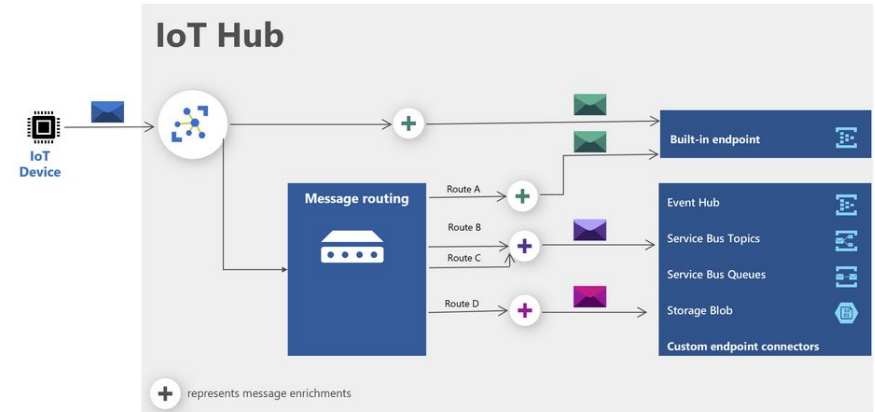 IoT Hub
IoT
Device
Built-in endpoint
Message routing
Route A
Route B
Route C
Route D
Event Hub
Service Bus Topics
Service Bus Queues
Storage Blob
Custom endpoint connectors
represents message enrichments